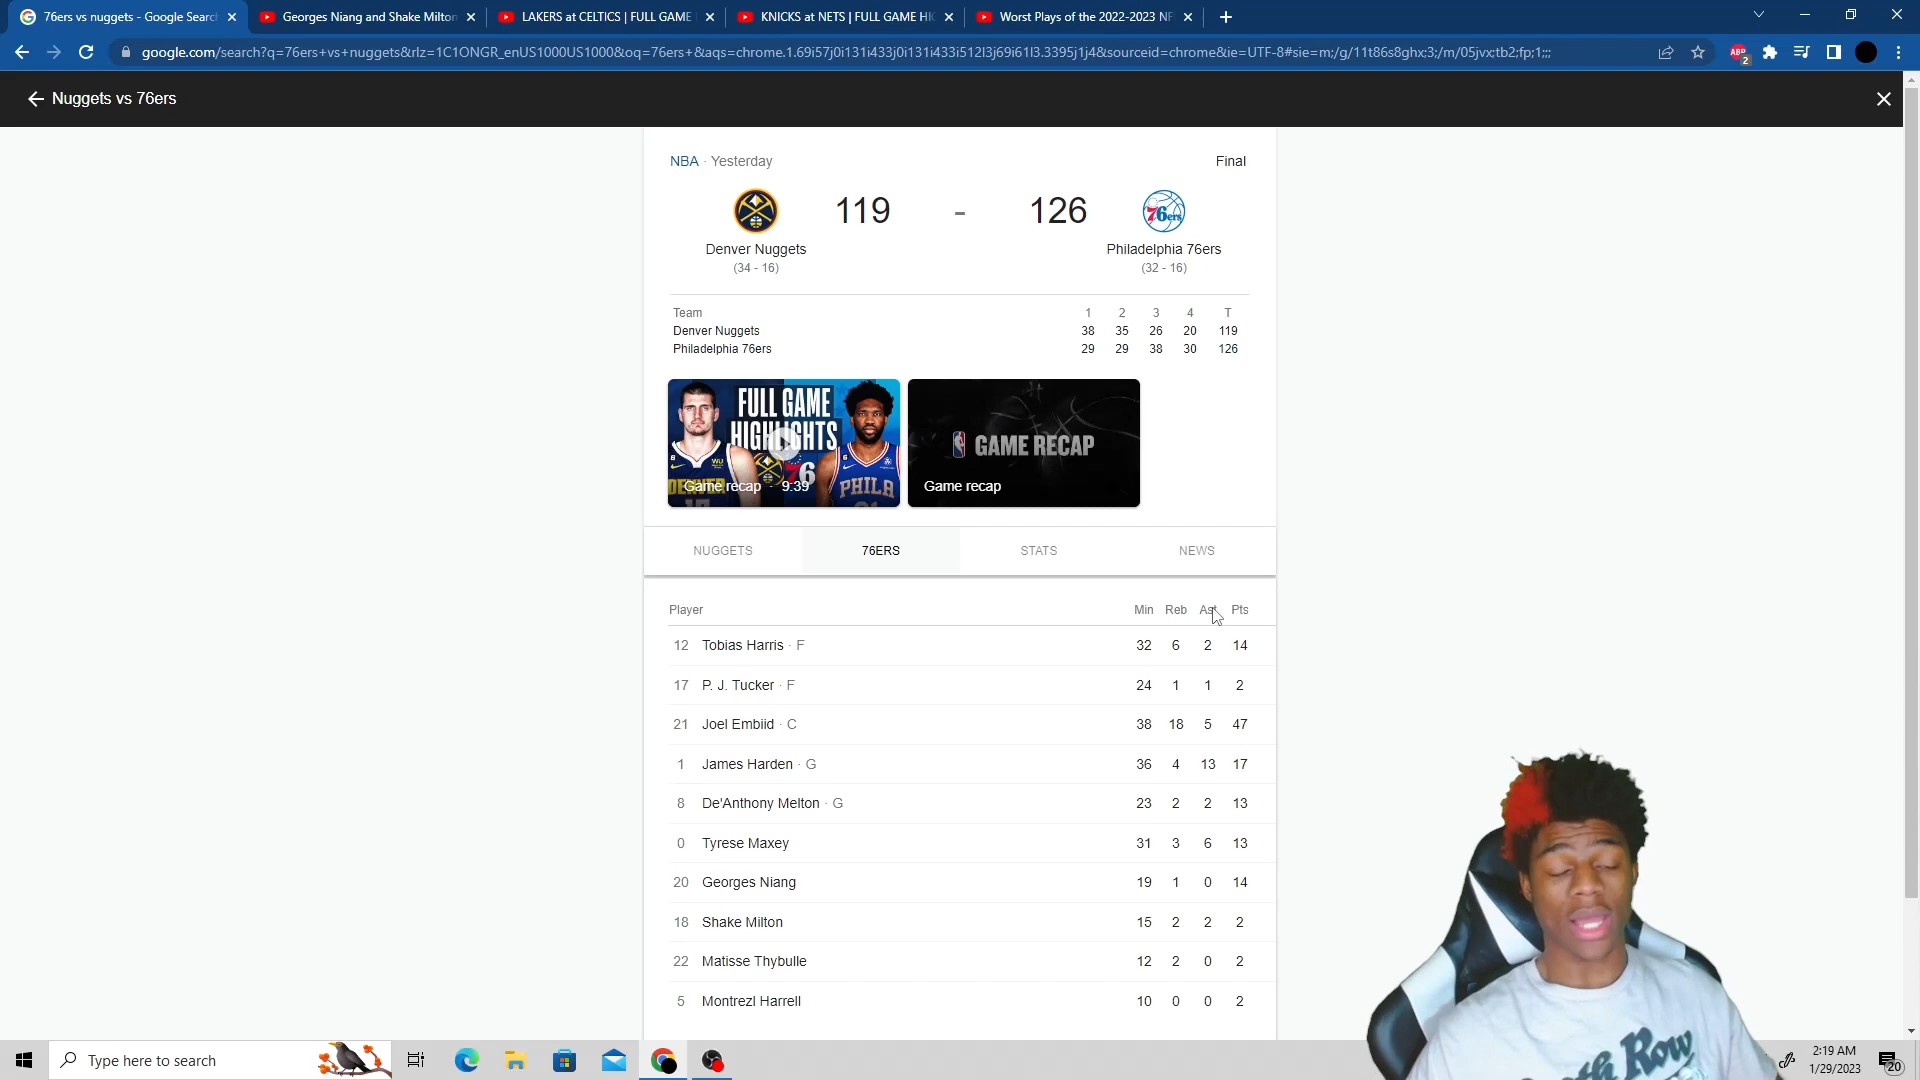 76ers vs nuggets - Google Searc
Georges Niang and Shake Milton
LAKERS at CELTICS | FULL GAME
KNICKS at NETS | FULL GAME HI
Worst Plays of the 2022-2023 NF
google.com/search?q=76ers+vs+nuggets&rlz=1C1ONGR_enUS1000US1000&oq=76ers+&aqs=chrome.1.69i57j0i131i433j0i131i433i512l3j69i61l3.3395j1j4&sourceid=chrome&ie=UTF-8#sie=m;/g/11t86s8ghx;3;/m/05jvx;tb2;fp;1;;;
ABP
2
Nuggets vs 76ers
NBA · Yesterday
Final
119 - 126
76ers
Denver Nuggets
Philadelphia 76ers
(34 - 16)
(32 - 16)
Team 1 2 3 4 T
Denver Nuggets 38 35 26 20 119
Philadelphia 76ers 29 29 38 30 126
FULL GAME
HIGHLIGHTS
76
DENVER
PHILA
Game recap · 9:39
GAME RECAP
Game recap
NUGGETS
76ERS
STATS
NEWS
Player Min Reb Ast Pts
12 Tobias Harris · F 32 6 2 14
17 P. J. Tucker · F 24 1 1 2
21 Joel Embiid · C 38 18 5 47
1 James Harden · G 36 4 13 17
8 De'Anthony Melton · G 23 2 2 13
0 Tyrese Maxey 31 3 6 13
20 Georges Niang 19 1 0 14
18 Shake Milton 15 2 2 2
22 Matisse Thybulle 12 2 0 2
5 Montrezl Harrell 10 0 0 2
Row
Type here to search
2:19 AM
1/29/2023
20